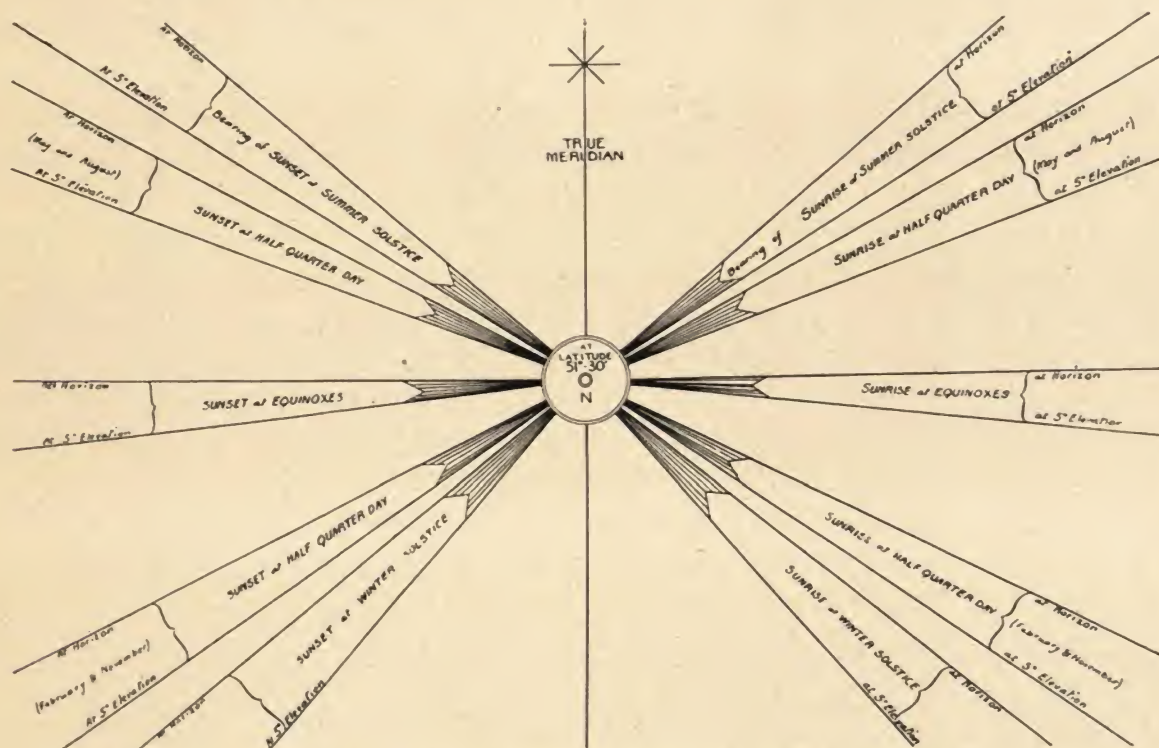 TRUE
MERIDIAN
At Horizon
At 5° Elevation
Bearing of SUNSET at SUMMER SOLSTICE
At Horizon
(May and August)
At 5° Elevation
SUNSET at HALF QUARTER DAY
at Horizon
at 5° Elevation
Bearing of SUNRISE at SUMMER SOLSTICE
at Horizon
(May and August)
at 5° Elevation
SUNRISE at HALF QUARTER DAY
AT
LATITUDE
51°·30'
N
At Horizon
At 5° Elevation
SUNSET at EQUINOXES
SUNRISE at EQUINOXES
at Horizon
at 5° Elevation
SUNSET at HALF QUARTER DAY
At Horizon
(February & November)
At 5° Elevation
SUNSET at WINTER SOLSTICE
at Horizon
At 5° Elevation
SUNRISE at HALF QUARTER DAY
at Horizon
(February & November)
at 5° Elevation
SUNRISE at WINTER SOLSTICE
at Horizon
at 5° Elevation